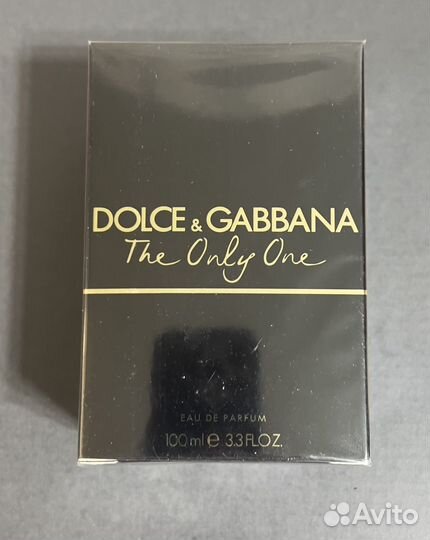 DOLCE & GABBANA
The Only One
EAU DE PARFUM
100 ml ℮ 3.3 FL.OZ.
Avito